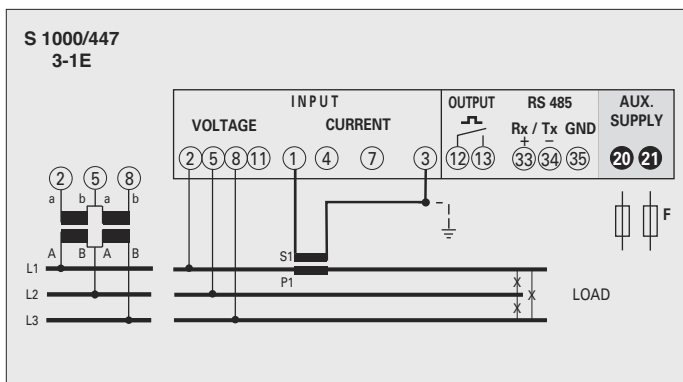 S 1000/447
3-1E
INPUT
OUTPUT
RS 485
AUX.
SUPPLY
VOLTAGE
CURRENT
Rx / Tx GND
+ −
2 5 8 11 1 4 7 3 12 13 33 34 35 20 21
2 5 8
a b a b
F
A B A B
S1
L1
P1
X
L2
X
LOAD
X
L3